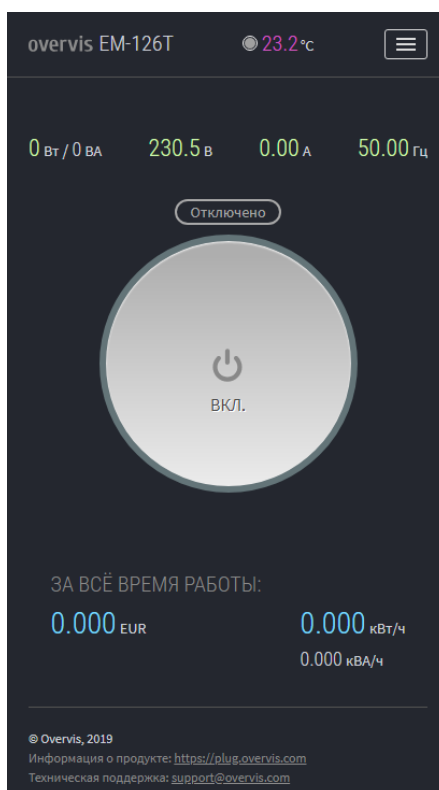 overvis EM-126T 23.2 °C
0 Вт / 0 ВА 230.5 В 0.00 А 50.00 Гц
Отключено
ВКЛ.
ЗА ВСЁ ВРЕМЯ РАБОТЫ:
0.000 EUR 0.000 кВт/ч
0.000 кВА/ч
© Overvis, 2019
Информация о продукте: https://plug.overvis.com
Техническая поддержка: support@overvis.com